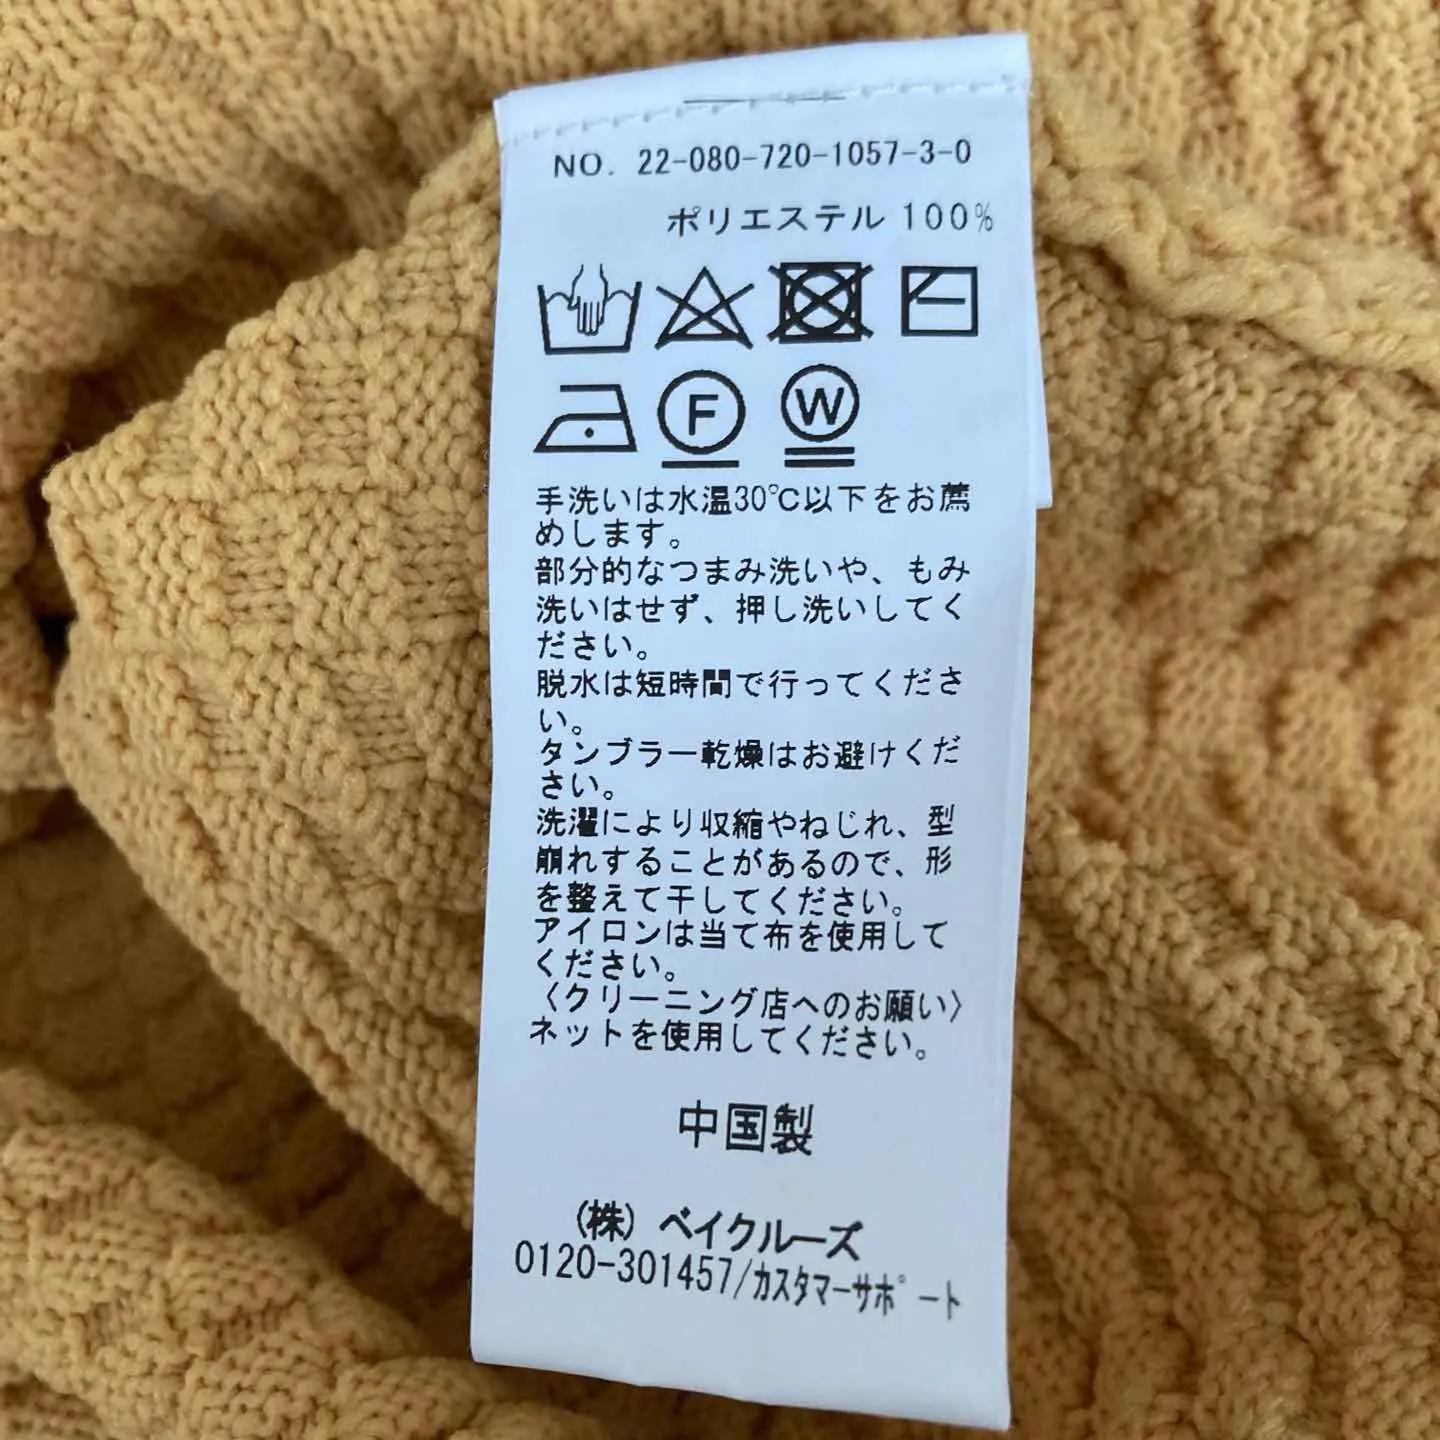 NO. 22-080-720-1057-3-0
ポリエステル 100%
F W
手洗いは水温30℃以下をお薦
めします。
部分的なつまみ洗いや、もみ
洗いはせず、押し洗いしてく
ださい。
脱水は短時間で行ってくださ
い。
タンブラー乾燥はお避けくだ
さい。
洗濯により収縮やねじれ、型
崩れすることがあるので、形
を整えて干してください。
アイロンは当て布を使用して
ください。
〈クリーニング店へのお願い〉
ネットを使用してください。
中国製
(株) ベイクルーズ
0120-301457/カスタマーサポート